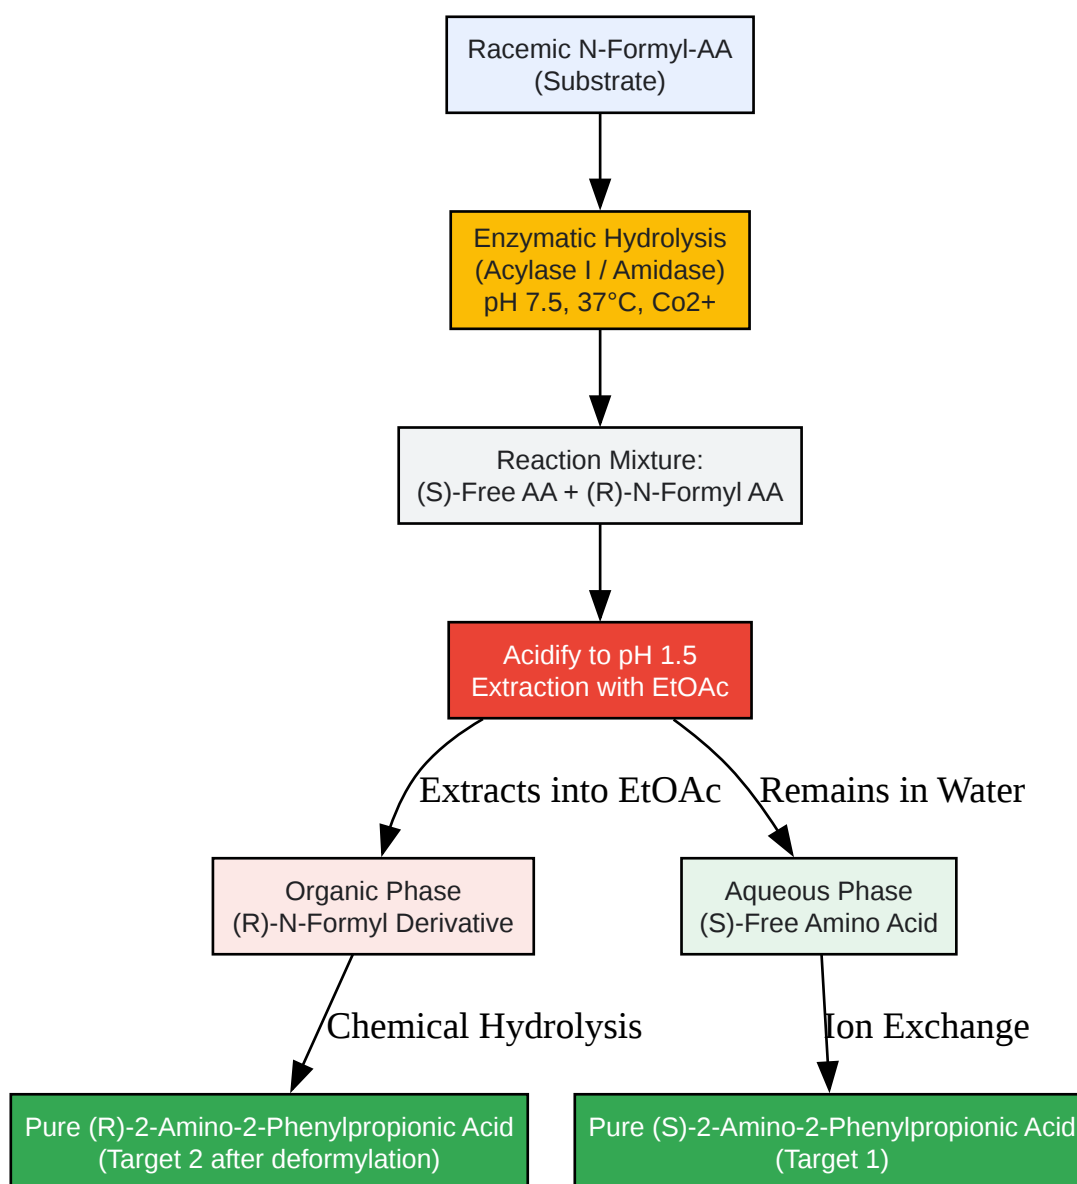 Racemic N-Formyl-AA
(Substrate)
Enzymatic Hydrolysis
(Acylase I / Amidase)
pH 7.5, 37°C, Co2+
Reaction Mixture:
(S)-Free AA + (R)-N-Formyl AA
Acidify to pH 1.5
Extraction with EtOAc
Extracts into EtOAc
Remains in Water
Organic Phase
(R)-N-Formyl Derivative
Aqueous Phase
(S)-Free Amino Acid
Chemical Hydrolysis
Ion Exchange
Pure (R)-2-Amino-2-Phenylpropionic Acid
(Target 2 after deformylation)
Pure (S)-2-Amino-2-Phenylpropionic Acid
(Target 1)